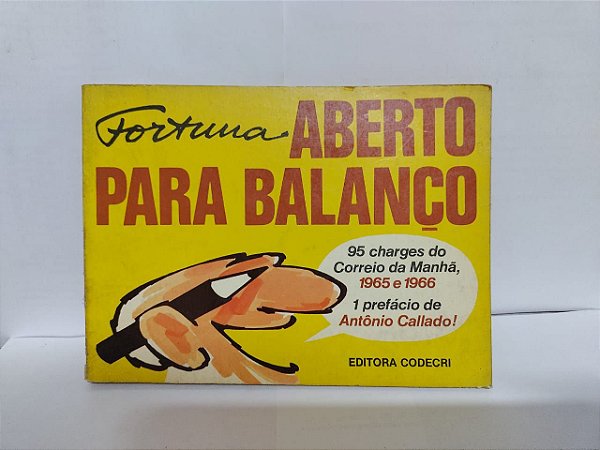 Fortuna. ABERTO
PARA BALANÇO
95 charges do
Correio da Manhã,
1965 e 1966
1 prefácio de
Antônio Callado!
EDITORA CODECRI